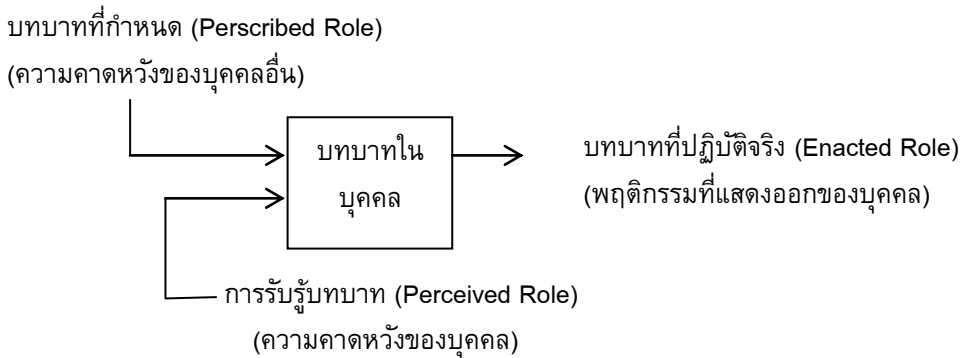 บทบาทที่กำหนด (Perscribed Role)
(ความคาดหวังของบุคคลอื่น)
บทบาทใน
บุคคล
บทบาทที่ปฏิบัติจริง (Enacted Role)
(พฤติกรรมที่แสดงออกของบุคคล)
การรับรู้บทบาท (Perceived Role)
(ความคาดหวังของบุคคล)